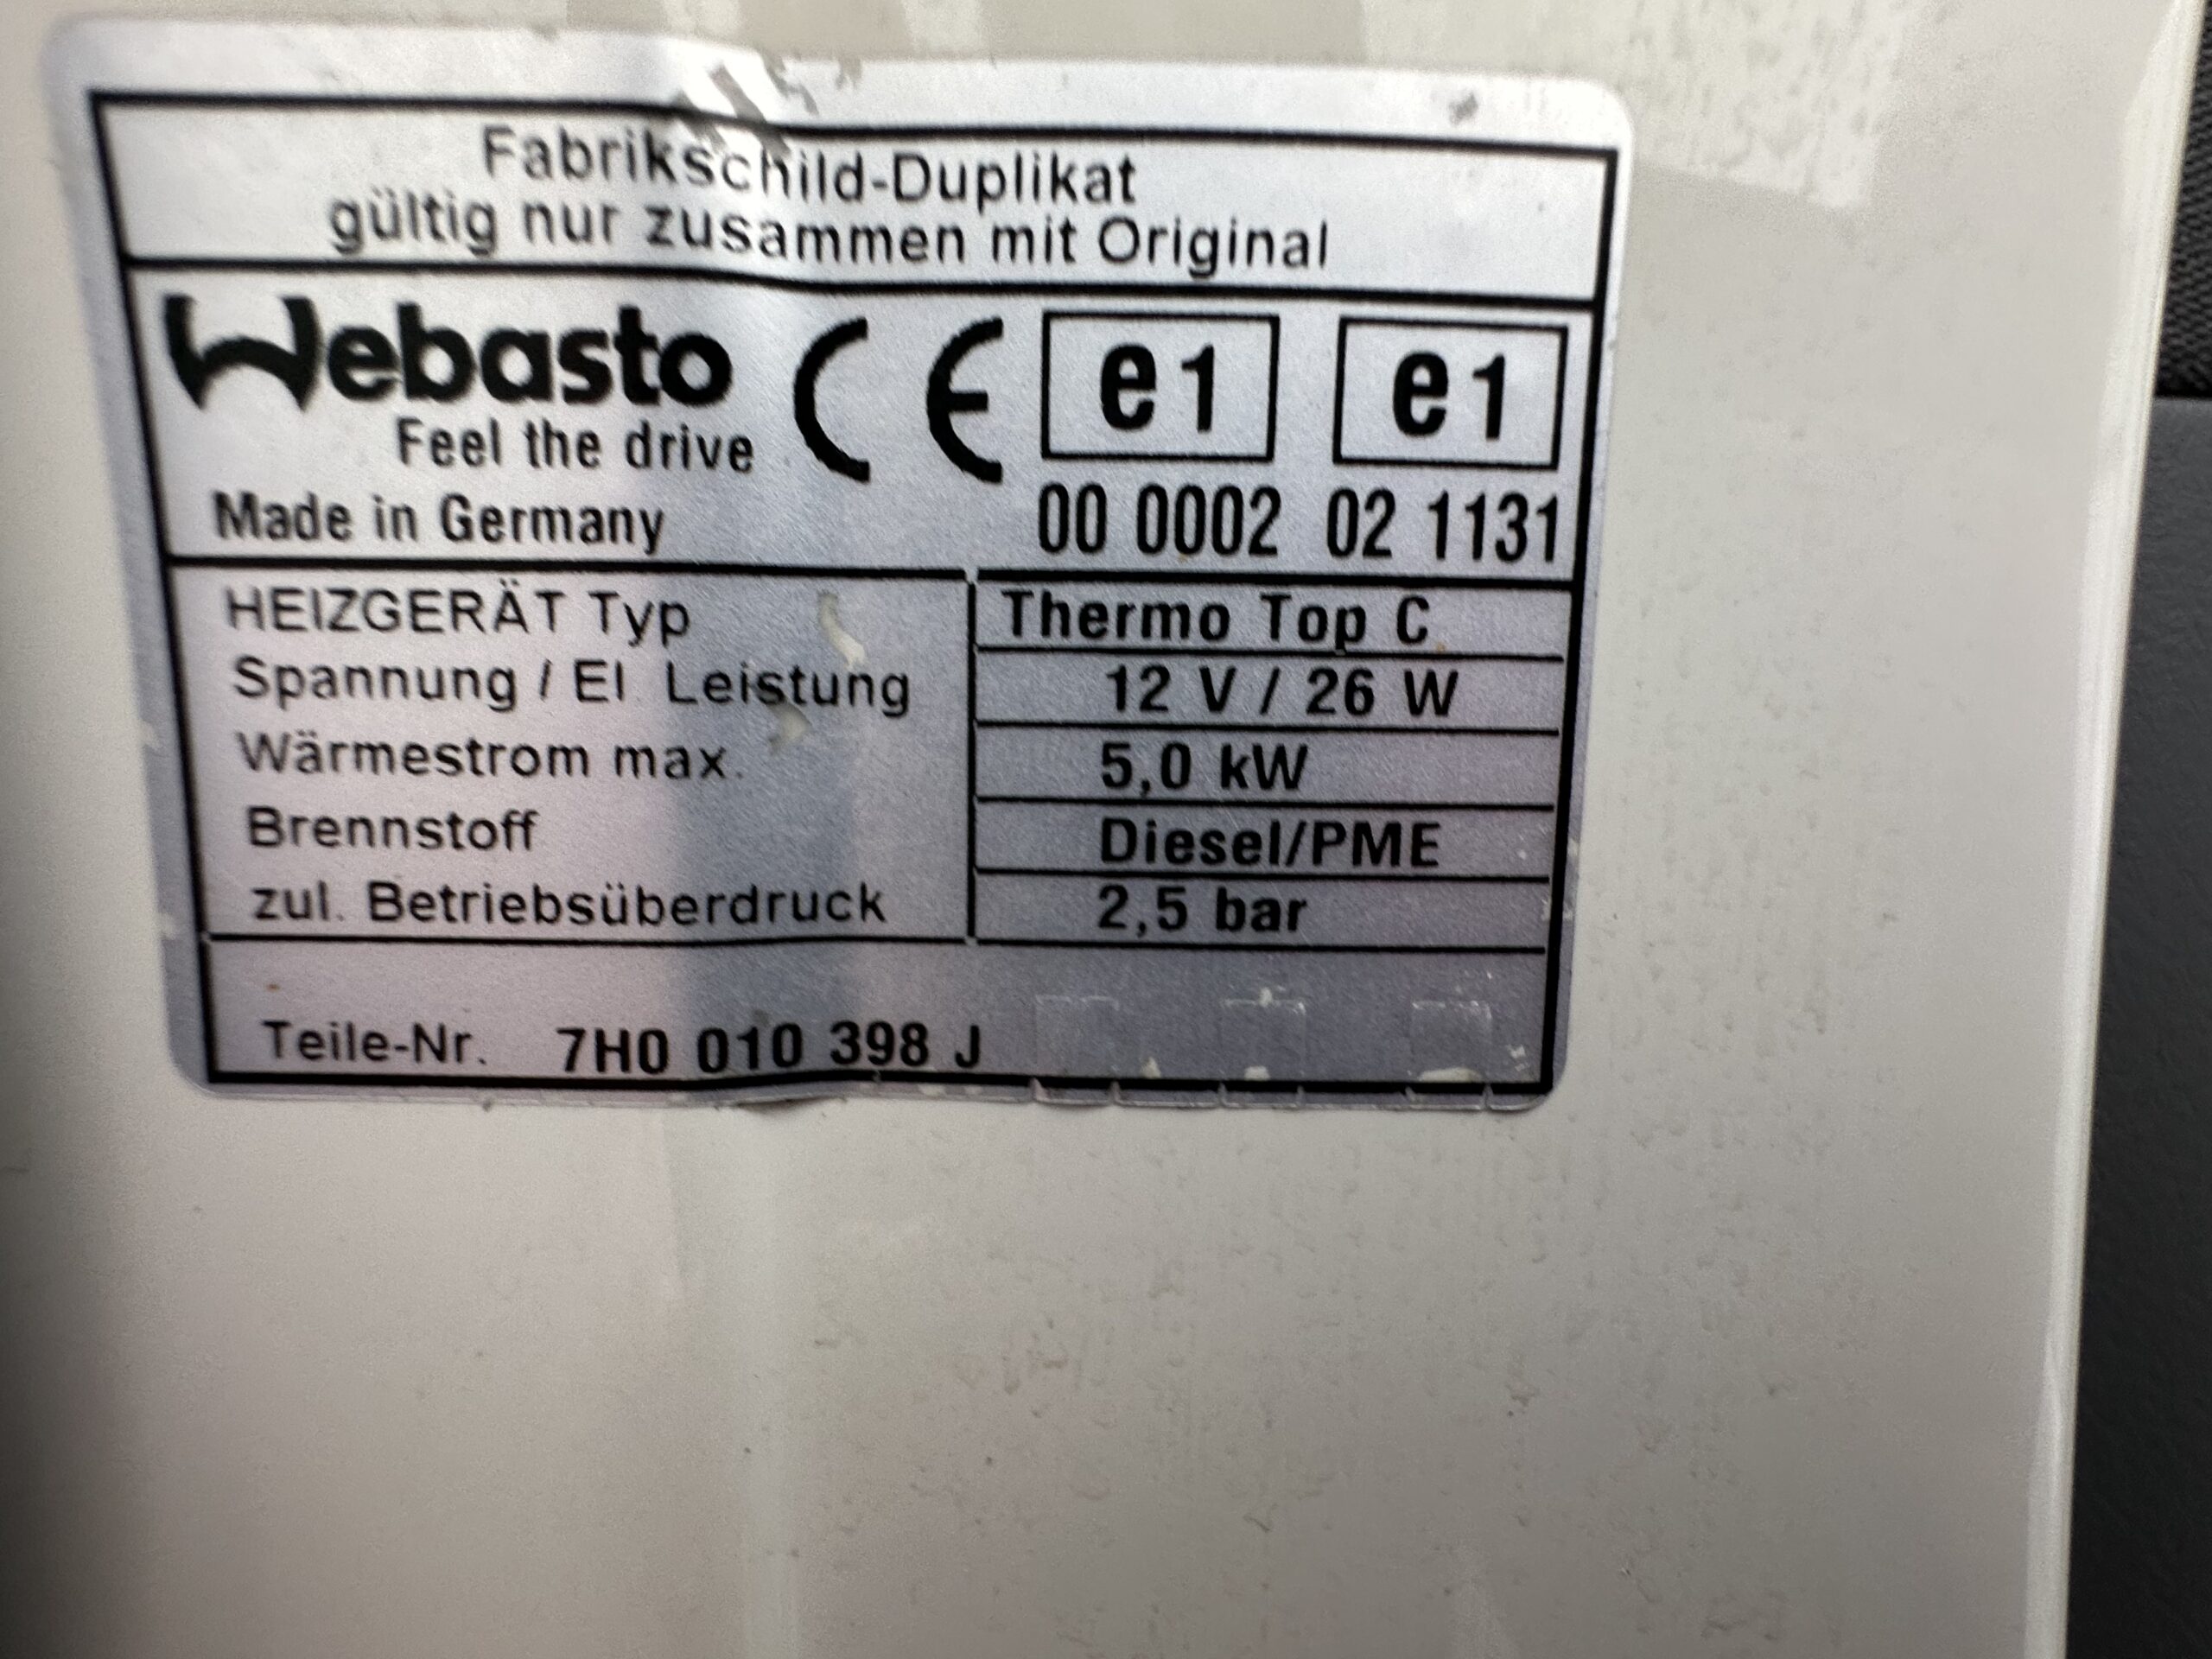 Fabrikschild-Duplikat
gültig nur zusammen mit Original
Webasto CE e1 e1
Feel the drive
Made in Germany 00 0002 02 1131
HEIZGERÄT Typ Thermo Top C
Spannung / El. Leistung 12 V / 26 W
Wärmestrom max. 5,0 kW
Brennstoff Diesel/PME
zul. Betriebsüberdruck 2,5 bar
Teile-Nr. 7H0 010 398 J